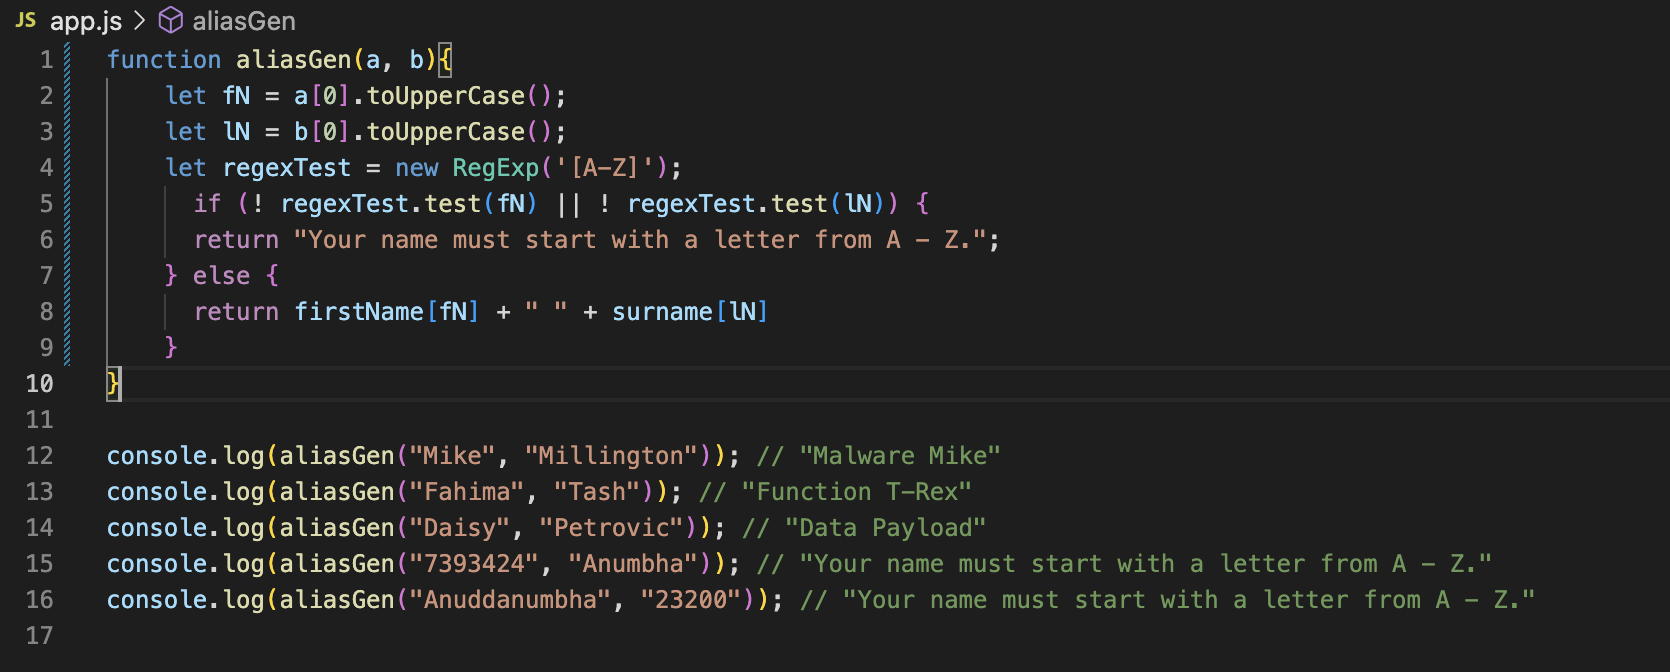 JS app.js > aliasGen
1 function aliasGen(a, b){
2     let fN = a[0].toUpperCase();
3     let lN = b[0].toUpperCase();
4     let regexTest = new RegExp('[A-Z]');
5       if (! regexTest.test(fN) || ! regexTest.test(lN)) {
6       return "Your name must start with a letter from A - Z.";
7     } else {
8       return firstName[fN] + " " + surname[lN]
9     }
10 }
11
12 console.log(aliasGen("Mike", "Millington")); // "Malware Mike"
13 console.log(aliasGen("Fahima", "Tash")); // "Function T-Rex"
14 console.log(aliasGen("Daisy", "Petrovic")); // "Data Payload"
15 console.log(aliasGen("7393424", "Anumbha")); // "Your name must start with a letter from A - Z."
16 console.log(aliasGen("Anuddanumbha", "23200")); // "Your name must start with a letter from A - Z."
17